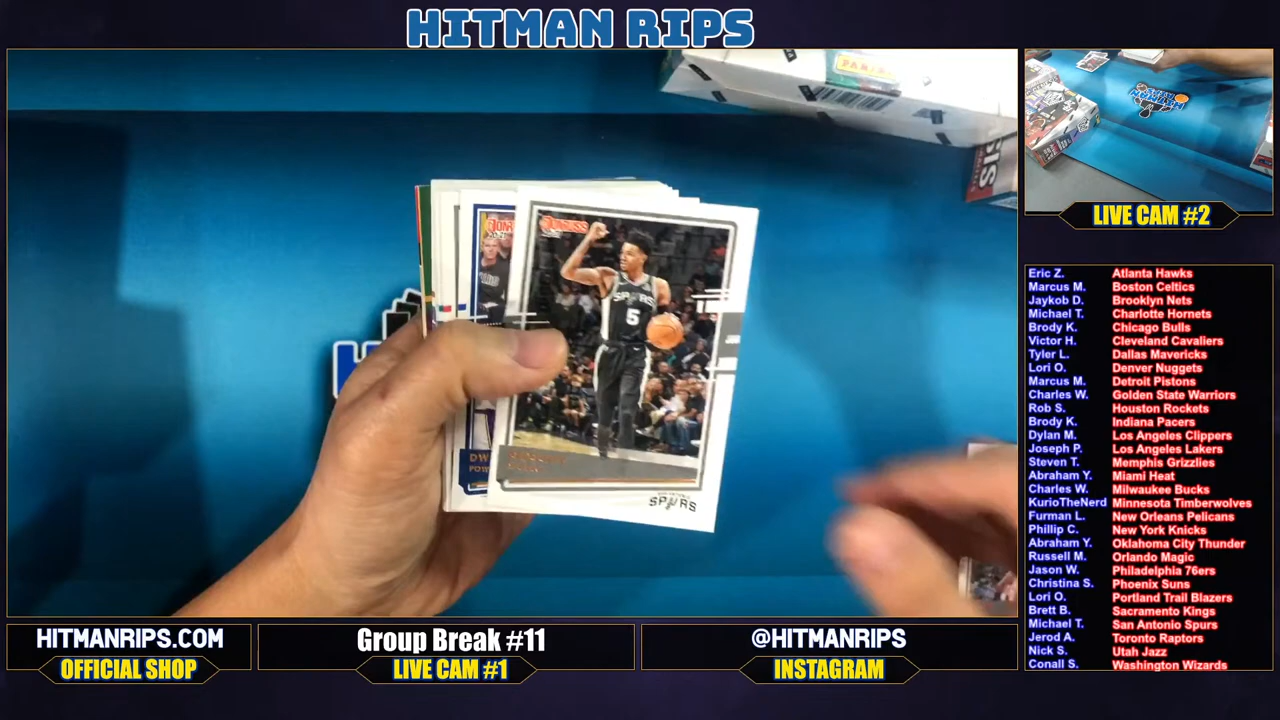 HITMAN RIPS
PANINI
DONRUSS
SPURS
5
DW
POW
SPURS
LIVE CAM #2
Eric Z. Atlanta Hawks
Marcus M. Boston Celtics
Jaykob D. Brooklyn Nets
Michael T. Charlotte Hornets
Brody K. Chicago Bulls
Victor H. Cleveland Cavaliers
Tyler L. Dallas Mavericks
Lori O. Denver Nuggets
Marcus M. Detroit Pistons
Charles W. Golden State Warriors
Rob S. Houston Rockets
Brody K. Indiana Pacers
Dylan M. Los Angeles Clippers
Joseph P. Los Angeles Lakers
Steven T. Memphis Grizzlies
Abraham Y. Miami Heat
Charles W. Milwaukee Bucks
KurioTheNerd Minnesota Timberwolves
Furman L. New Orleans Pelicans
Phillip C. New York Knicks
Abraham Y. Oklahoma City Thunder
Russell M. Orlando Magic
Jason W. Philadelphia 76ers
Christina S. Phoenix Suns
Lori O. Portland Trail Blazers
Brett B. Sacramento Kings
Michael T. San Antonio Spurs
Jerod A. Toronto Raptors
Nick S. Utah Jazz
Conall S. Washington Wizards
HITMANRIPS.COM
OFFICIAL SHOP
Group Break #11
LIVE CAM #1
@HITMANRIPS
INSTAGRAM